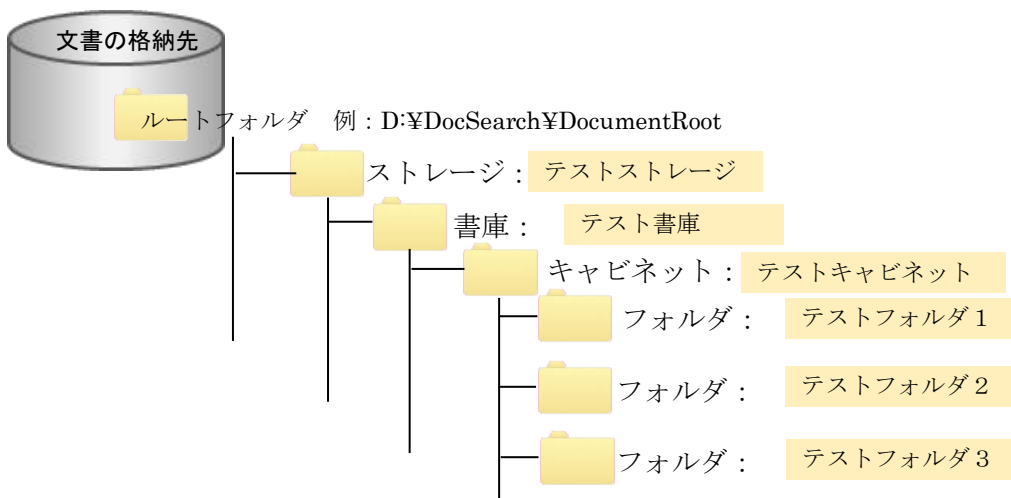 文書の格納先
ルートフォルダ　例：D:¥DocSearch¥DocumentRoot
ストレージ： テストストレージ
書庫： テスト書庫
キャビネット： テストキャビネット
フォルダ： テストフォルダ１
フォルダ： テストフォルダ２
フォルダ： テストフォルダ３